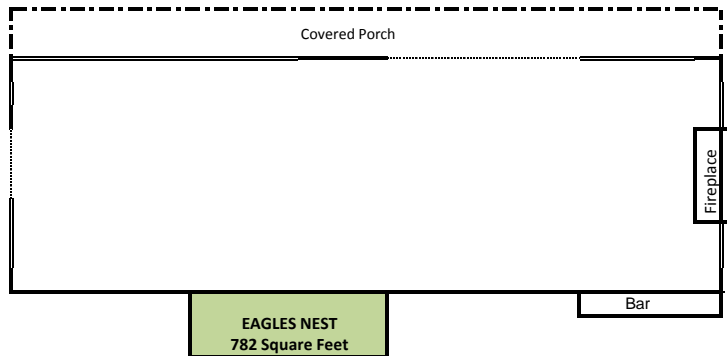 Covered Porch
Fireplace
Bar
EAGLES NEST
782 Square Feet